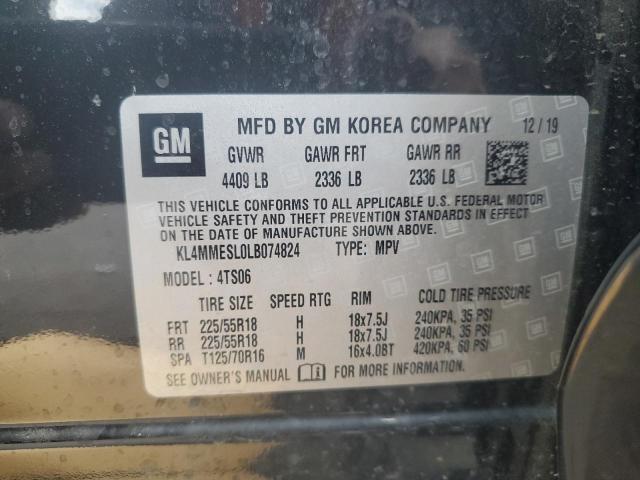 GM
MFD BY GM KOREA COMPANY 12/19
GVWR GAWR FRT GAWR RR
4409 LB 2336 LB 2336 LB
THIS VEHICLE CONFORMS TO ALL APPLICABLE U.S. FEDERAL MOTOR
VEHICLE SAFETY AND THEFT PREVENTION STANDARDS IN EFFECT
ON THE DATE OF MANUFACTURE SHOWN ABOVE.
KL4MMESL0LB074824 TYPE: MPV
MODEL: 4TS06
TIRE SIZE SPEED RTG RIM COLD TIRE PRESSURE
FRT 225/55R18 H 18x7.5J 240KPA, 35 PSI
RR 225/55R18 H 18x7.5J 240KPA, 35 PSI
SPA T125/70R16 M 16x4.0BT 420KPA, 60 PSI
SEE OWNER'S MANUAL FOR MORE INFORMATION.